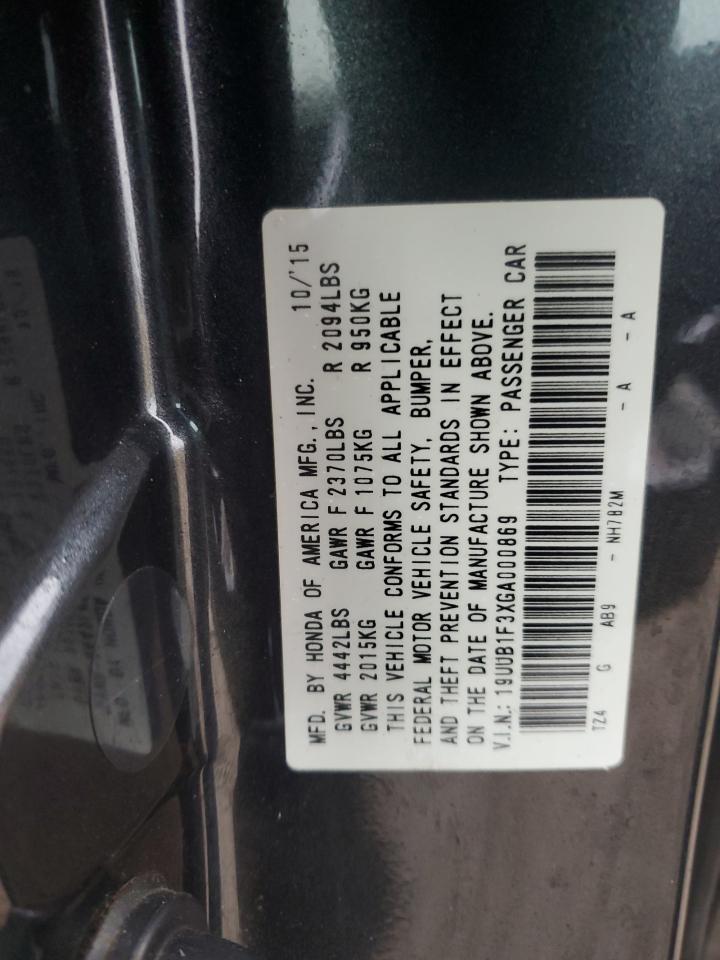 MFD. BY HONDA OF AMERICA MFG., INC. 10/'15
GVWR 4442LBS GAWR F 2370LBS R 2094LBS
GVWR 2015KG GAWR F 1075KG R 950KG
THIS VEHICLE CONFORMS TO ALL APPLICABLE
FEDERAL MOTOR VEHICLE SAFETY, BUMPER,
AND THEFT PREVENTION STANDARDS IN EFFECT
ON THE DATE OF MANUFACTURE SHOWN ABOVE.
V.I.N.: 19UUB1F3XGA000869 TYPE: PASSENGER CAR
TZ4 G AB9 - NH782M - A - A